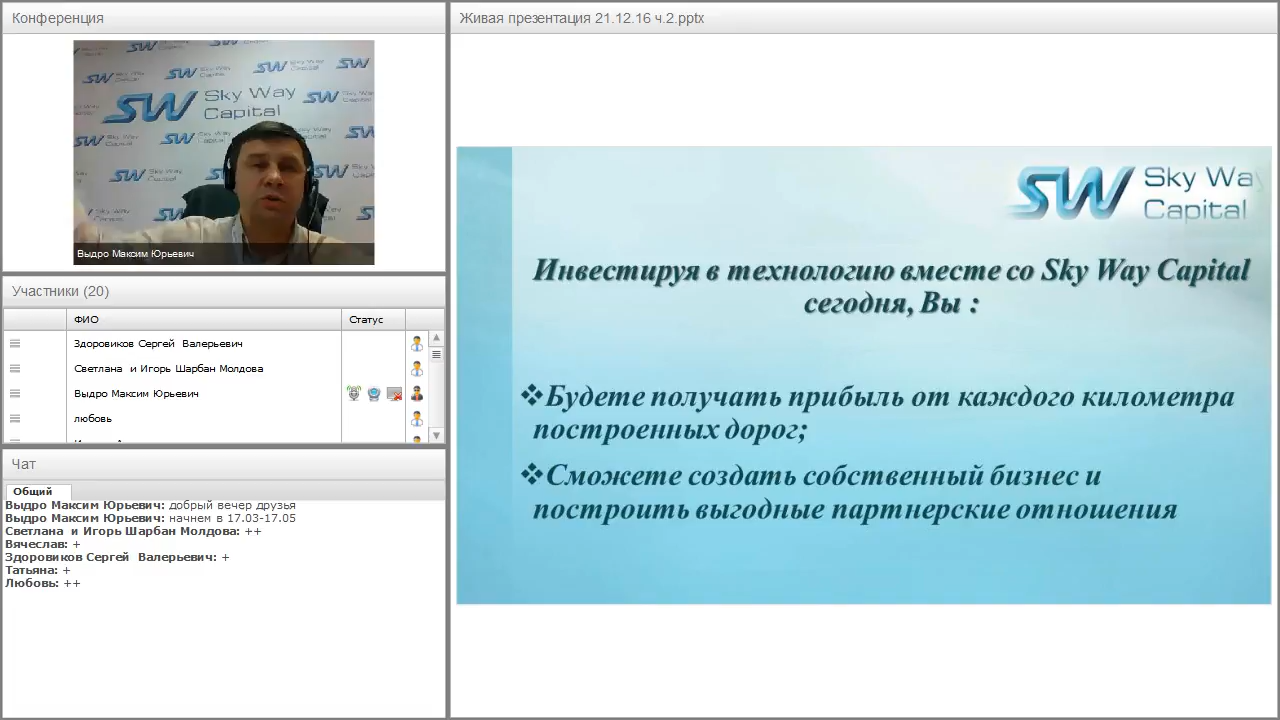 Конференция
SW Sky Way Capital
Выдро Максим Юрьевич
Участники (20)
ФИО
Статус
Здоровиков Сергей Валерьевич
Светлана и Игорь Шарбан Молдова
Выдро Максим Юрьевич
любовь
Чат
Общий
Выдро Максим Юрьевич: добрый вечер друзья
Выдро Максим Юрьевич: начнем в 17.03-17.05
Светлана и Игорь Шарбан Молдова: ++
Вячеслав: +
Здоровиков Сергей Валерьевич: +
Татьяна: +
Любовь: ++
Живая презентация 21.12.16 ч.2.pptx
SW Sky Way
Capital
Инвестируя в технологию вместе со Sky Way Capital
сегодня, Вы :
❖Будете получать прибыль от каждого километра
построенных дорог;
❖Сможете создать собственный бизнес и
построить выгодные партнерские отношения